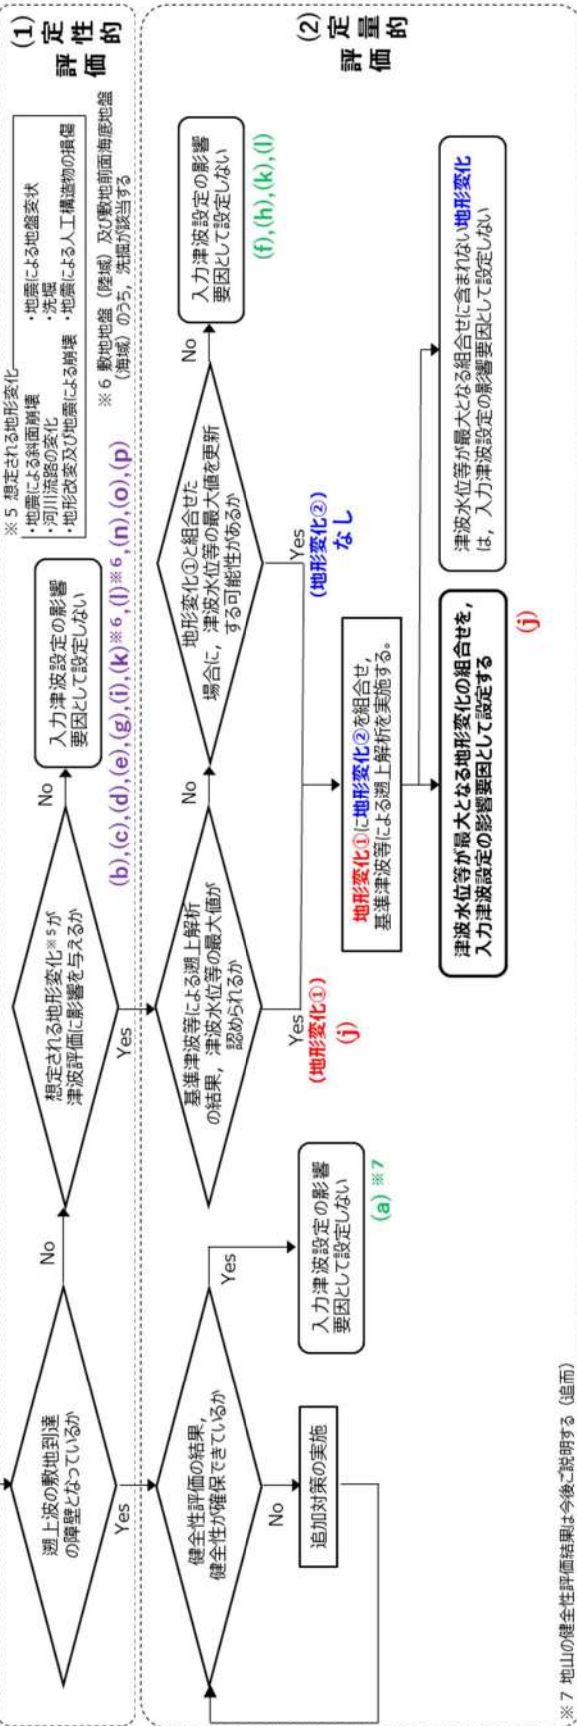 (1)
定
性
的
評
価
※5 想定される地形変化
・地震による斜面崩壊
・地震による地盤変状
・河川流路の変化
・洗堀
・地形改変及び地震による崩壊
・地震による人工構造物の損傷
※6 敷地地盤（陸域）及び敷地前面海底地盤
（海域）のうち，洗掘が該当する
遡上波の敷地到達
の障壁となっているか
No
Yes
想定される地形変化※5が
津波評価に影響を与えるか
No
Yes
入力津波設定の影響
要因として設定しない
(b),(c),(d),(e),(g),(i),(k)※6,(l)※6,(n),(o),(p)
(2)
定
量
的
評
価
健全性評価の結果，
健全性が確保できているか
Yes
No
追加対策の実施
入力津波設定の影響
要因として設定しない
(a) ※7
基準津波等による遡上解析
の結果，津波水位等の最大値が
認められるか
No
Yes
(地形変化①)
(j)
地形変化①と組合せた
場合に，津波水位等の最大値を更新
する可能性があるか
No
Yes
(地形変化②)
なし
入力津波設定の影響
要因として設定しない
(f),(h),(k),(l)
地形変化①に地形変化②を組合せ，
基準津波等による遡上解析を実施する。
津波水位等が最大となる地形変化の組合せを，
入力津波設定の影響要因として設定する
(j)
津波水位等が最大となる組合せに含まれない地形変化
は，入力津波設定の影響要因として設定しない
※7 地山の健全性評価結果は今後ご説明する（追而）